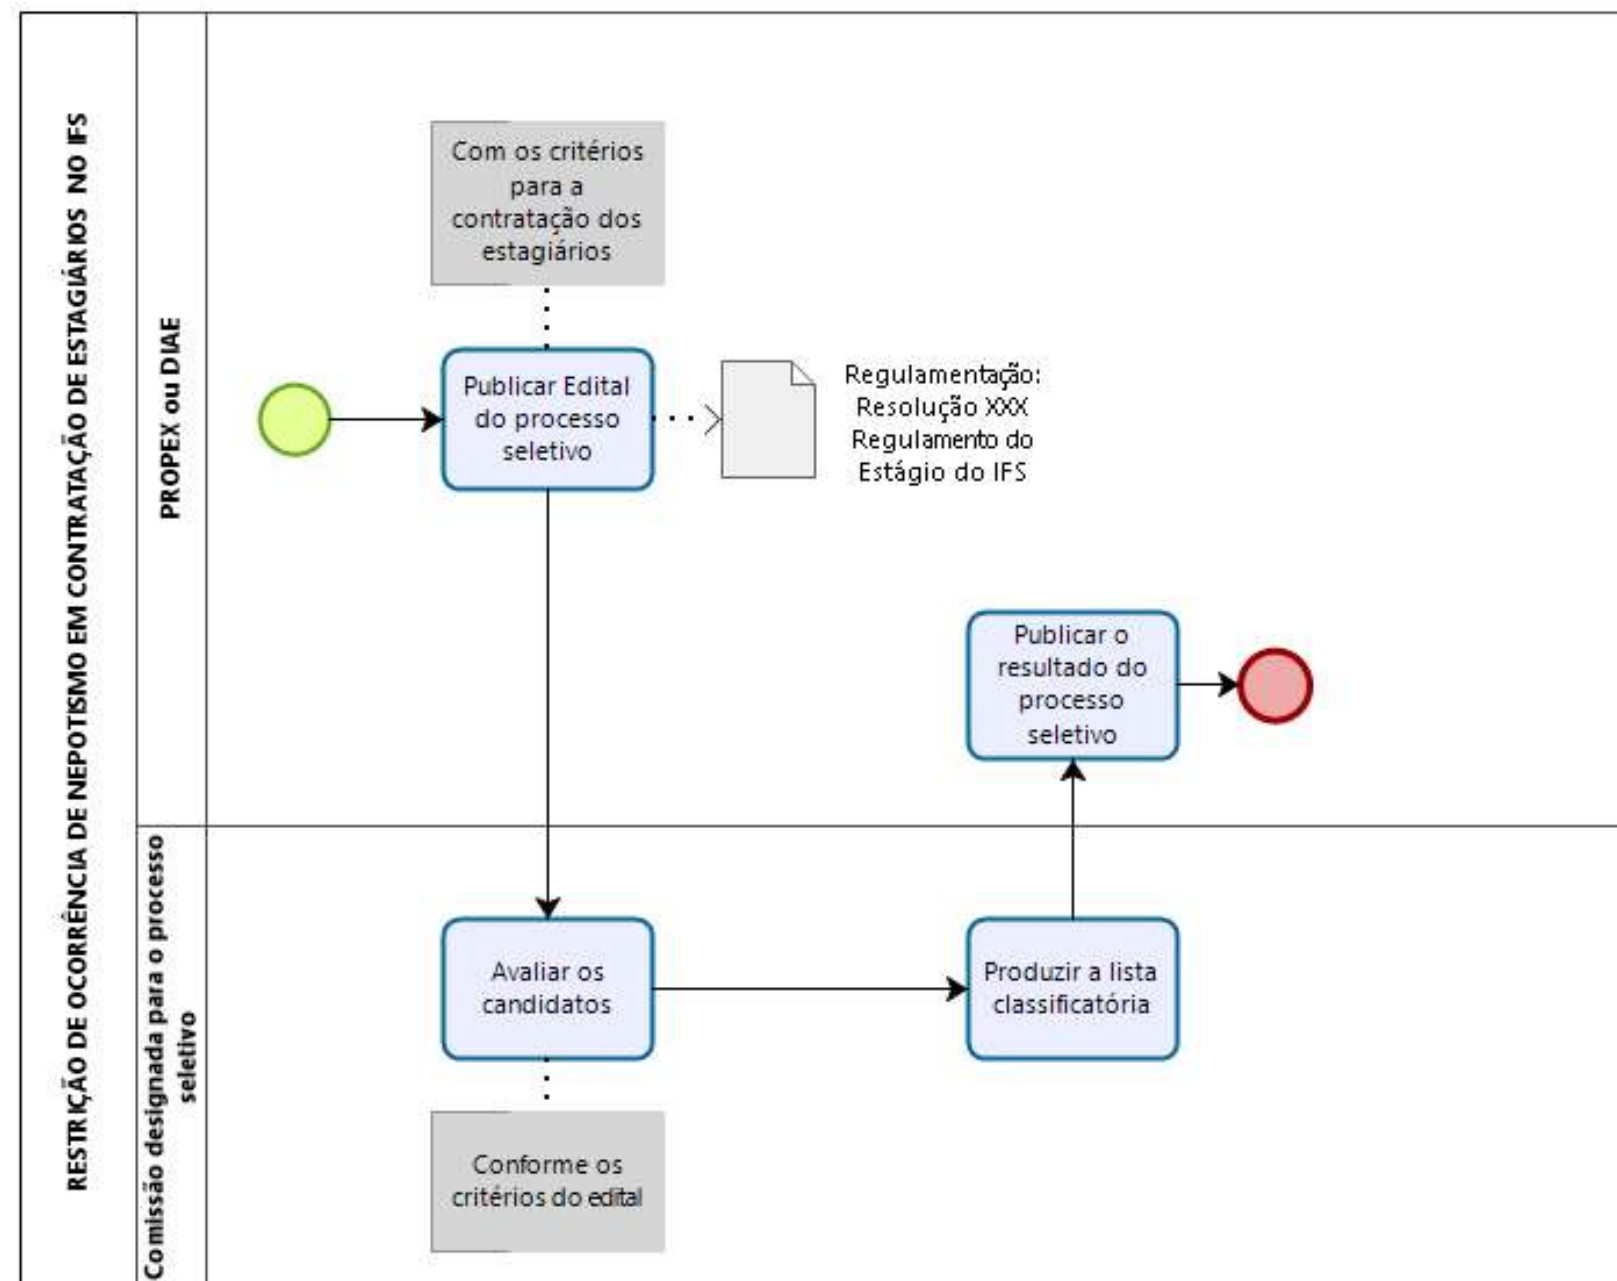 RESTRIÇÃO DE OCORRÊNCIA DE NEPOTISMO EM CONTRATAÇÃO DE ESTAGIÁRIOS NO IFS
PROPEX ou DIAE
Com os critérios
para a
contratação dos
estagiários
Publicar Edital
do processo
seletivo
Regulamentação:
Resolução XXX
Regulamento do
Estágio do IFS
Publicar o
resultado do
processo
seletivo
Comissão designada para o processo
seletivo
Avaliar os
candidatos
Produzir a lista
classificatória
Conforme os
critérios do edital